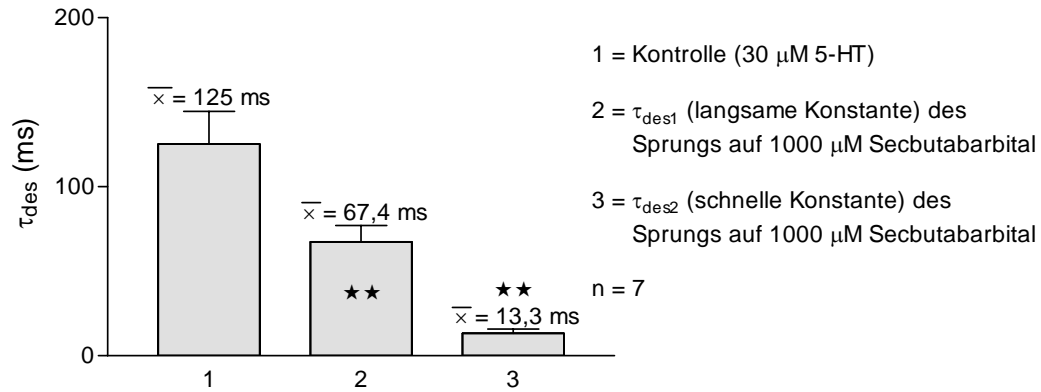 200
100
0
τdes (ms)
x̄ = 125 ms
x̄ = 67,4 ms
★★
★★
x̄ = 13,3 ms
1
2
3
1 = Kontrolle (30 μM 5-HT)
2 = τdes1 (langsame Konstante) des
Sprungs auf 1000 μM Secbutabarbital
3 = τdes2 (schnelle Konstante) des
Sprungs auf 1000 μM Secbutabarbital
n = 7